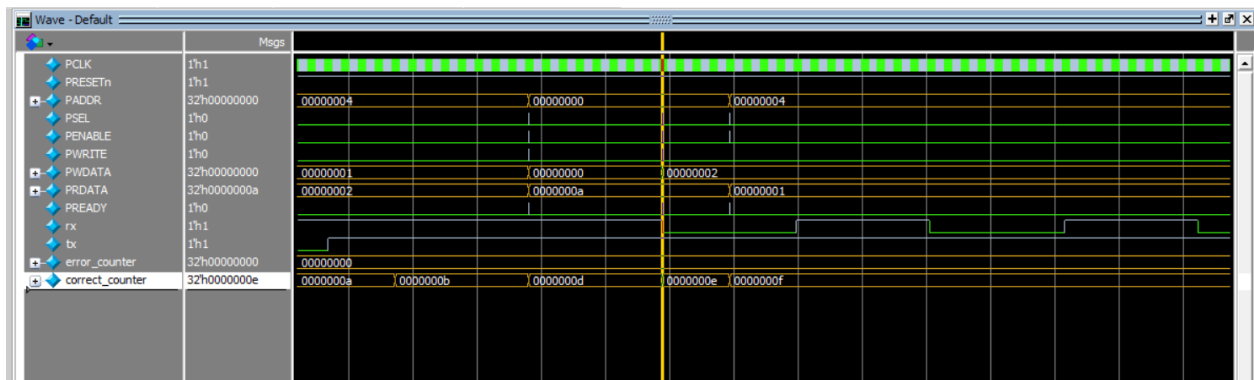 Wave - Default
Msgs
PCLK 1'h1
PRESETn 1'h1
PADDR 32'h00000000 00000004 00000000 00000004
PSEL 1'h0
PENABLE 1'h0
PWRITE 1'h0
PWDATA 32'h00000000 00000001 00000000 00000002
PRDATA 32'h0000000a 00000002 0000000a 00000001
PREADY 1'h0
rx 1'h1
tx 1'h1
error_counter 32'h00000000 00000000
correct_counter 32'h0000000e 0000000a 0000000b 0000000d 0000000e 0000000f